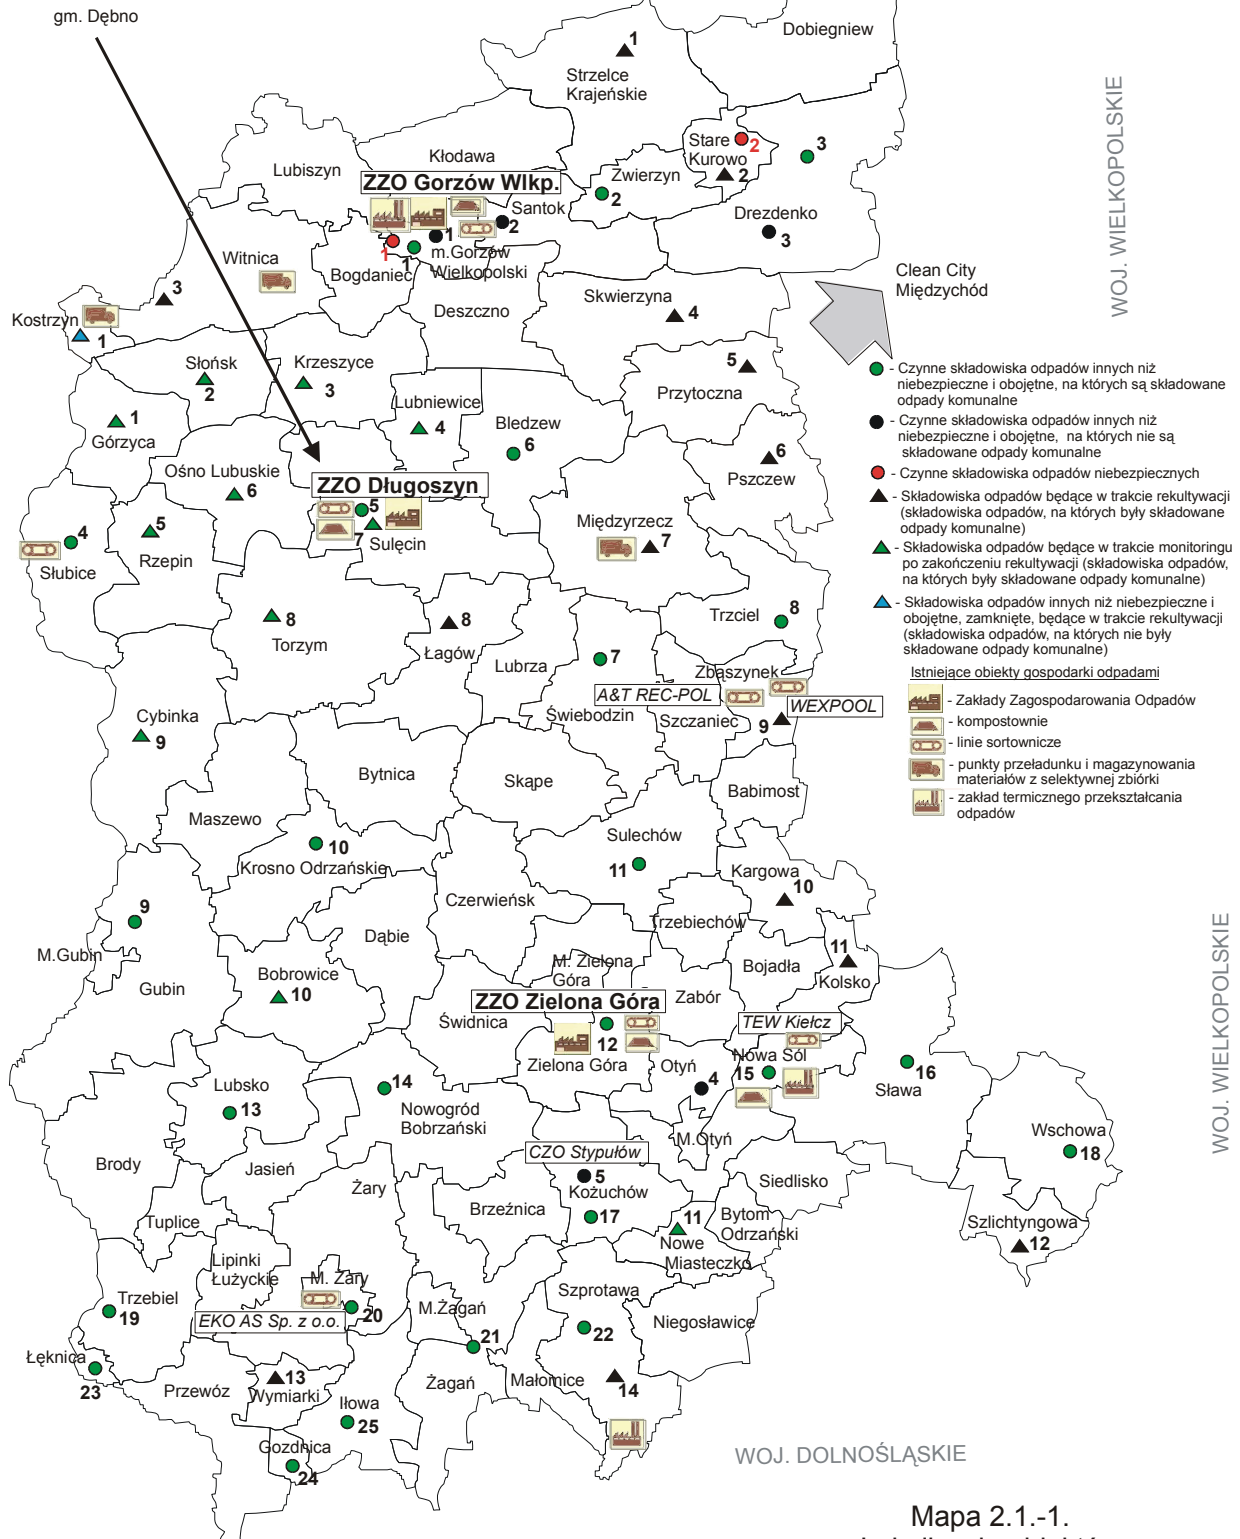 gm. Dębno
Dobiegniew
1
Strzelce
Krajeńskie
Stare
Kurowo
2
2
3
Kłodawa
Lubiszyn
Zwierzyn
2
ZZO Gorzów Wlkp.
Santok
2
Drezdenko
3
1
1
1
m.Gorzów
Wielkopolski
Witnica
Bogdaniec
WOJ. WIELKOPOLSKIE
Clean City
Międzychód
3
Skwierzyna
4
Deszczno
Kostrzyn
1
Słońsk
2
Krzeszyce
3
5
Przytoczna
Lubniewice
4
1
Górzyca
Bledzew
6
Ośno Lubuskie
6
6
Pszczew
ZZO Długoszyn
5
7
Sulęcin
Międzyrzecz
7
4
Słubice
5
Rzepin
8
Torzym
8
Łagów
Trzciel
8
Lubrza
7
Zbąszynek
A&T REC-POL
WEXPOOL
Świebodzin
Szczaniec
9
Cybinka
9
Bytnica
Skąpe
Babimost
Maszewo
Sulechów
11
10
Krosno Odrzańskie
Kargowa
10
Czerwieńsk
9
Trzebiechów
Dąbie
M.Gubin
Gubin
M. Zielona
Góra
Bojadła
11
Kolsko
Bobrowice
10
ZZO Zielona Góra
Zabór
Świdnica
12
Zielona Góra
TEW Kiełcz
Nowa Sól
15
Otyń
4
16
Sława
Lubsko
13
14
Nowogród
Bobrzański
M.Otyń
Wschowa
18
CZO Stypułów
5
Kożuchów
17
Brody
Jasień
Żary
Siedlisko
Brzeźnica
Tuplice
11
Nowe
Miasteczko
Bytom
Odrzański
Szlichtyngowa
12
Lipinki
Łużyckie
M. Żary
20
Szprotawa
22
Trzebiel
19
EKO AS Sp. z o.o.
M.Żagań
21
Niegosławice
Łęknica
23
Przewóz
13
Wymiarki
Żagań
Małomice
14
Iłowa
25
Gozdnica
24
WOJ. DOLNOŚLĄSKIE
WOJ. WIELKOPOLSKIE
- Czynne składowiska odpadów innych niż
niebezpieczne i obojętne, na których są składowane
odpady komunalne
- Czynne składowiska odpadów innych niż
niebezpieczne i obojętne, na których nie są
składowane odpady komunalne
- Czynne składowiska odpadów niebezpiecznych
- Składowiska odpadów będące w trakcie rekultywacji
(składowiska odpadów, na których były składowane
odpady komunalne)
- Składowiska odpadów będące w trakcie monitoringu
po zakończeniu rekultywacji (składowiska odpadów,
na których były składowane odpady komunalne)
- Składowiska odpadów innych niż niebezpieczne i
obojętne, zamknięte, będące w trakcie rekultywacji
(składowiska odpadów, na których nie były
składowane odpady komunalne)
Istniejące obiekty gospodarki odpadami
- Zakłady Zagospodarowania Odpadów
- kompostownie
- linie sortownicze
- punkty przeładunku i magazynowania
materiałów z selektywnej zbiórki
- zakład termicznego przekształcania
odpadów
Mapa 2.1.-1.